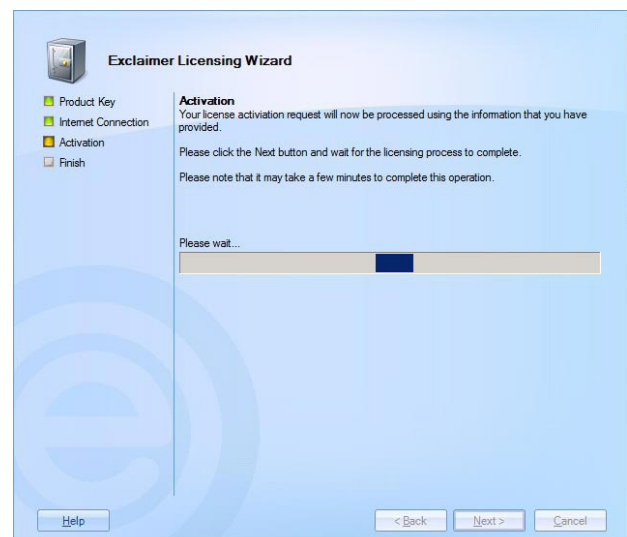 Exclaimer Licensing Wizard
Product Key
Internet Connection
Activation
Finish
Activation
Your license activiation request will now be processed using the information that you have
provided.
Please click the Next button and wait for the licensing process to complete.
Please note that it may take a few minutes to complete this operation.
Please wait...
Help
< Back
Next >
Cancel